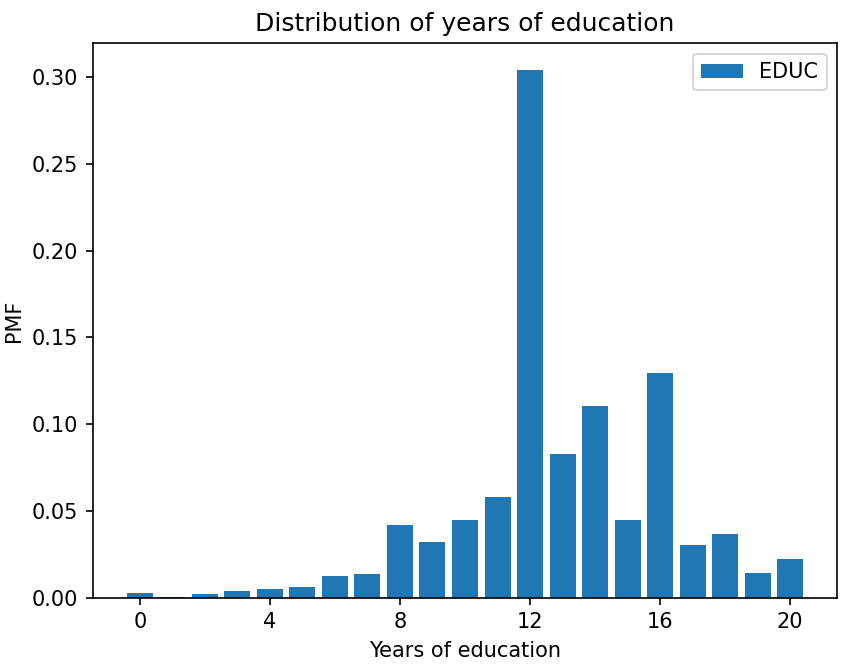 Distribution of years of education
EDUC
PMF
0.30
0.25
0.20
0.15
0.10
0.05
0.00
0 4 8 12 16 20
Years of education